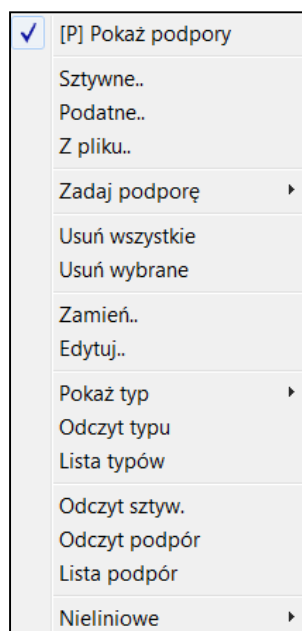 [P] Pokaż podpory
Sztywne..
Podatne..
Z pliku..
Zadaj podporę
Usuń wszystkie
Usuń wybrane
Zamień..
Edytuj..
Pokaż typ
Odczyt typu
Lista typów
Odczyt sztyw.
Odczyt podpór
Lista podpór
Nieliniowe